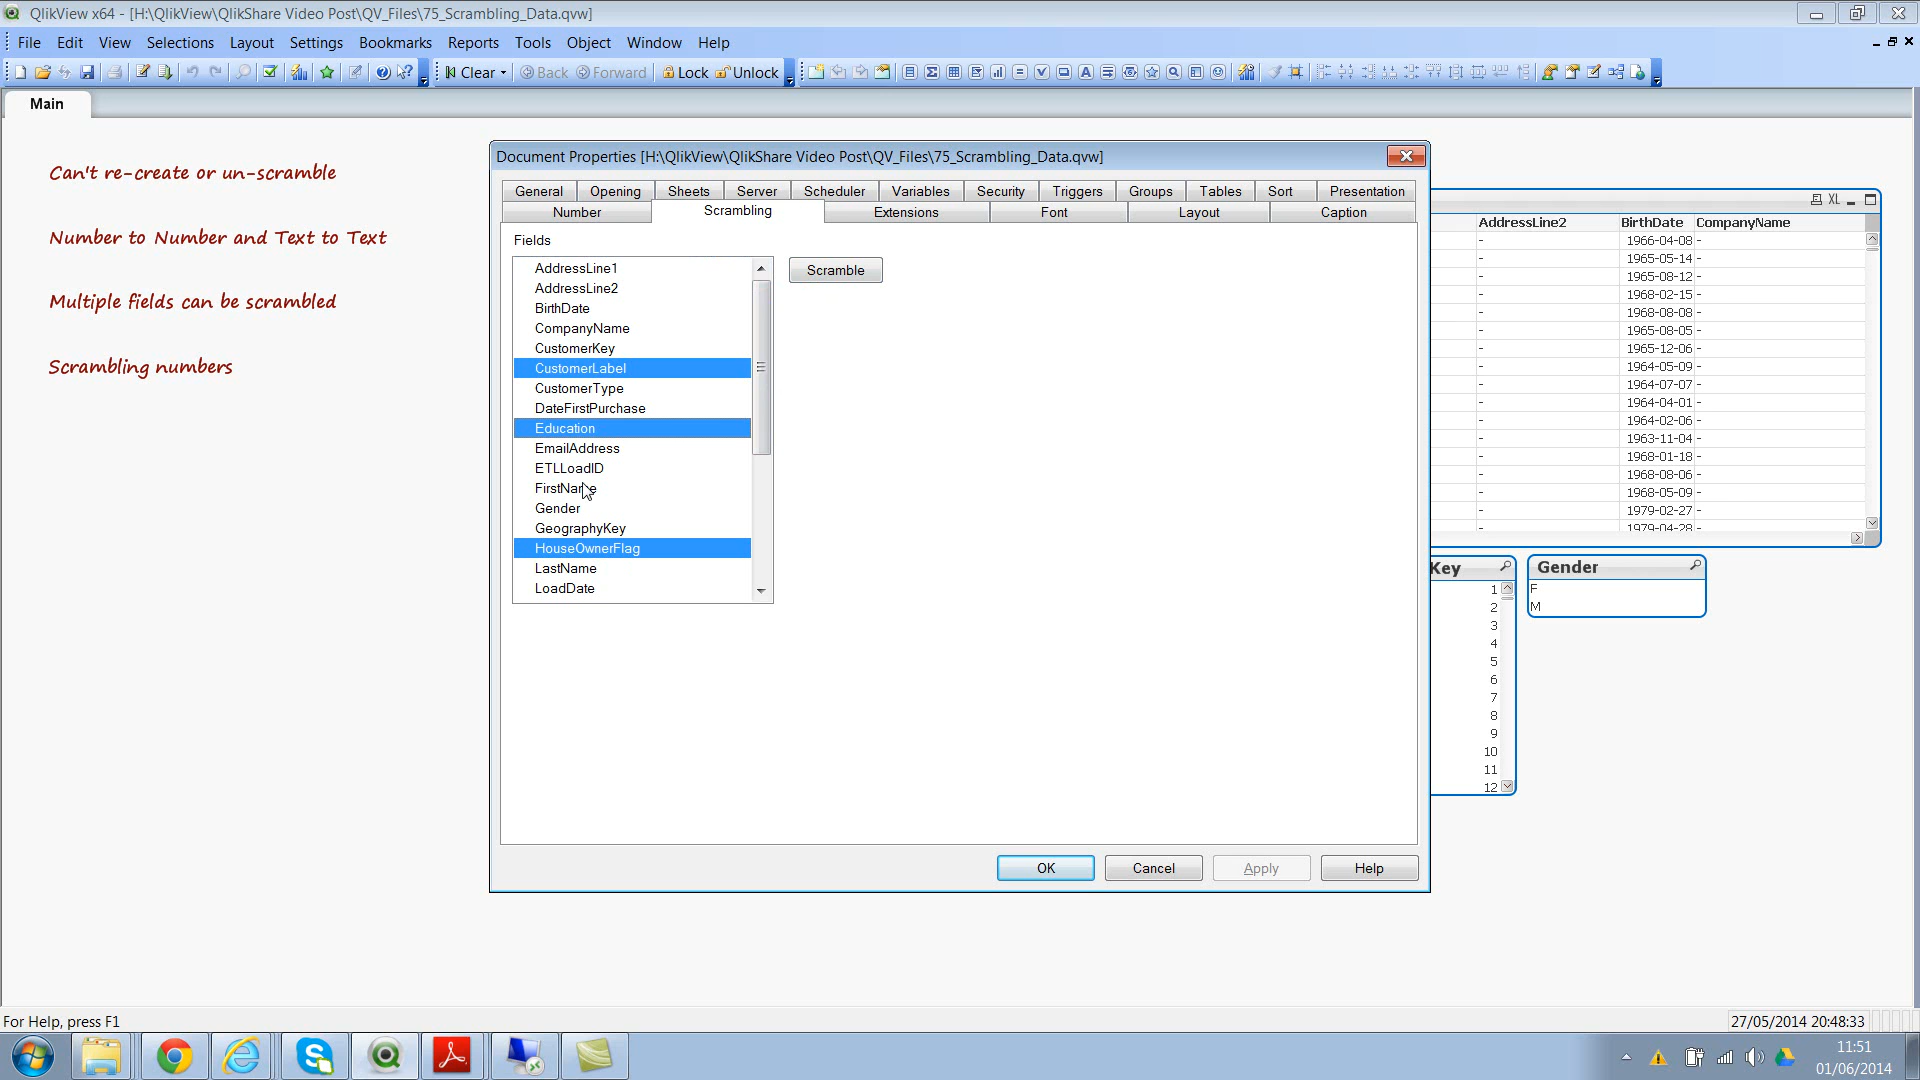 QlikView x64 - [H:\QlikView\QlikShare Video Post\QV_Files\75_Scrambling_Data.qvw]
File Edit View Selections Layout Settings Bookmarks Reports Tools Object Window Help
Clear Back Forward Lock Unlock
Main
Can't re-create or un-scramble
Number to Number and Text to Text
Multiple fields can be scrambled
Scrambling numbers
Document Properties [H:\QlikView\QlikShare Video Post\QV_Files\75_Scrambling_Data.qvw]
General Opening Sheets Server Scheduler Variables Security Triggers Groups Tables Sort Presentation
Number Scrambling Extensions Font Layout Caption
Fields
AddressLine1
AddressLine2
BirthDate
CompanyName
CustomerKey
CustomerLabel
CustomerType
DateFirstPurchase
Education
EmailAddress
ETLLoadID
FirstName
Gender
GeographyKey
HouseOwnerFlag
LastName
LoadDate
Scramble
OK Cancel Apply Help
XL
AddressLine2 BirthDate CompanyName
- 1966-04-08 -
- 1965-05-14 -
- 1965-08-12 -
- 1968-02-15 -
- 1968-08-08 -
- 1965-08-05 -
- 1965-12-06 -
- 1964-05-09 -
- 1964-07-07 -
- 1964-04-01 -
- 1964-02-06 -
- 1963-11-04 -
- 1968-01-18 -
- 1968-08-06 -
- 1968-05-09 -
- 1979-02-27 -
- 1979-04-28 -
Key
1
2
3
4
5
6
7
8
9
10
11
12
Gender
F
M
For Help, press F1
27/05/2014 20:48:33
11:51
01/06/2014